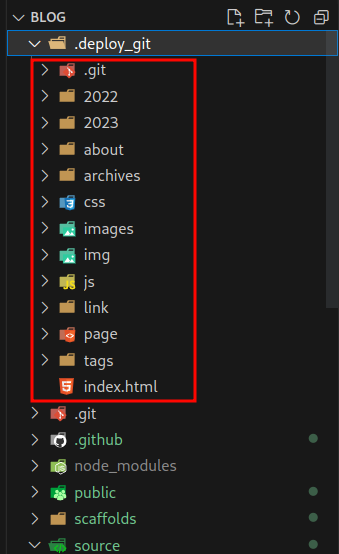 BLOG
.deploy_git
.git
2022
2023
about
archives
css
images
img
js
link
page
tags
index.html
.git
.github
node_modules
public
scaffolds
source